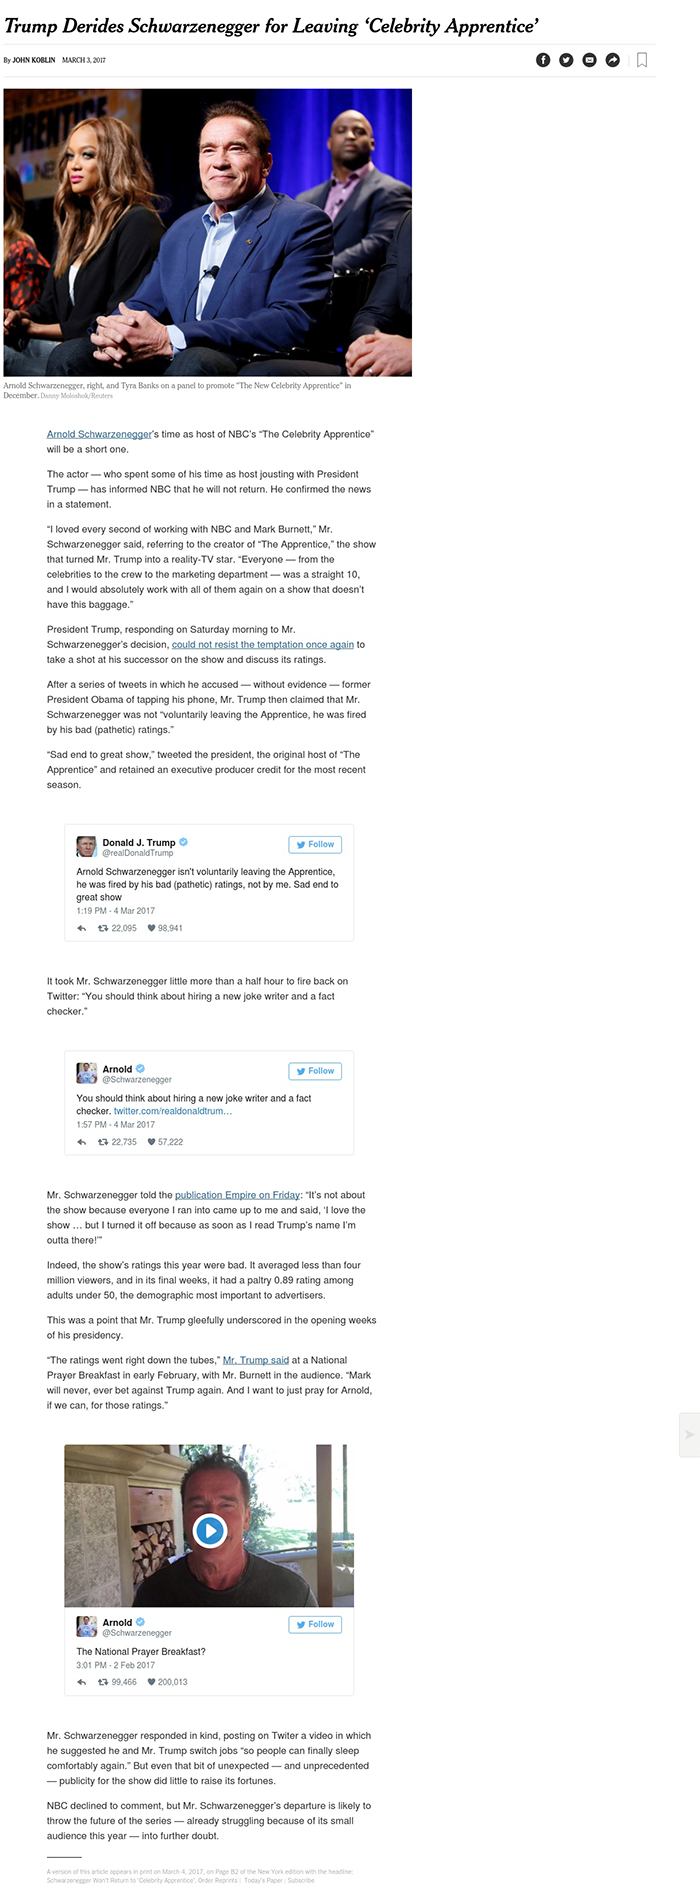 Trump Derides Schwarzenegger for Leaving ‘Celebrity Apprentice’
By JOHN KOBLIN MARCH 3, 2017
Arnold Schwarzenegger, right, and Tyra Banks on a panel to promote "The New Celebrity Apprentice" in
December. Danny Moloshok/Reuters
Arnold Schwarzenegger’s time as host of NBC’s “The Celebrity Apprentice”
will be a short one.
The actor — who spent some of his time as host jousting with President
Trump — has informed NBC that he will not return. He confirmed the news
in a statement.
“I loved every second of working with NBC and Mark Burnett,” Mr.
Schwarzenegger said, referring to the creator of “The Apprentice,” the show
that turned Mr. Trump into a reality-TV star. “Everyone — from the
celebrities to the crew to the marketing department — was a straight 10,
and I would absolutely work with all of them again on a show that doesn’t
have this baggage.”
President Trump, responding on Saturday morning to Mr.
Schwarzenegger’s decision, could not resist the temptation once again to
take a shot at his successor on the show and discuss its ratings.
After a series of tweets in which he accused — without evidence — former
President Obama of tapping his phone, Mr. Trump then claimed that Mr.
Schwarzenegger was not “voluntarily leaving the Apprentice, he was fired
by his bad (pathetic) ratings.”
“Sad end to great show,” tweeted the president, the original host of “The
Apprentice” and retained an executive producer credit for the most recent
season.
Donald J. Trump
Follow
@realDonaldTrump
Arnold Schwarzenegger isn't voluntarily leaving the Apprentice,
he was fired by his bad (pathetic) ratings, not by me. Sad end to
great show
1:19 PM - 4 Mar 2017
22,095 98,941
It took Mr. Schwarzenegger little more than a half hour to fire back on
Twitter: “You should think about hiring a new joke writer and a fact
checker.”
Arnold
Follow
@Schwarzenegger
You should think about hiring a new joke writer and a fact
checker. twitter.com/realdonaldtrum…
1:57 PM - 4 Mar 2017
22,735 57,222
Mr. Schwarzenegger told the publication Empire on Friday: “It’s not about
the show because everyone I ran into came up to me and said, ‘I love the
show … but I turned it off because as soon as I read Trump’s name I’m
outta there!’”
Indeed, the show’s ratings this year were bad. It averaged less than four
million viewers, and in its final weeks, it had a paltry 0.89 rating among
adults under 50, the demographic most important to advertisers.
This was a point that Mr. Trump gleefully underscored in the opening weeks
of his presidency.
“The ratings went right down the tubes,” Mr. Trump said at a National
Prayer Breakfast in early February, with Mr. Burnett in the audience. “Mark
will never, ever bet against Trump again. And I want to just pray for Arnold,
if we can, for those ratings.”
Arnold
Follow
@Schwarzenegger
The National Prayer Breakfast?
3:01 PM - 2 Feb 2017
99,466 200,013
Mr. Schwarzenegger responded in kind, posting on Twiter a video in which
he suggested he and Mr. Trump switch jobs “so people can finally sleep
comfortably again.” But even that bit of unexpected — and unprecedented
— publicity for the show did little to raise its fortunes.
NBC declined to comment, but Mr. Schwarzenegger’s departure is likely to
throw the future of the series — already struggling because of its small
audience this year — into further doubt.
A version of this article appears in print on March 4, 2017, on Page B2 of the New York edition with the headline:
Schwarzenegger Won't Return to 'Celebrity Apprentice'. Order Reprints | Today's Paper | Subscribe